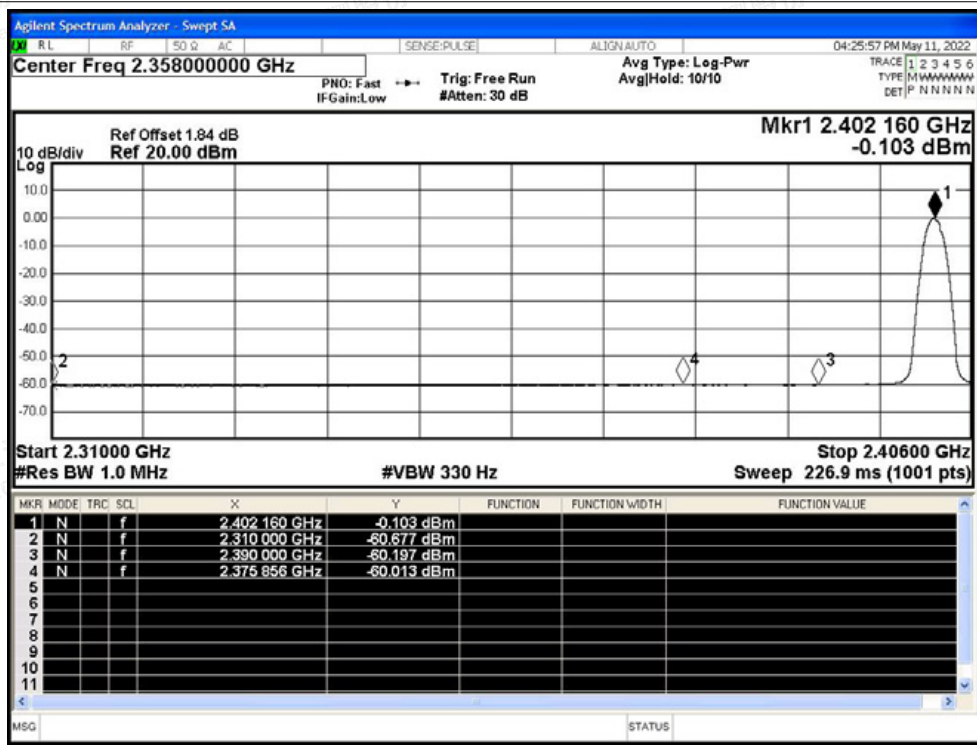 Agilent Spectrum Analyzer - Swept SA
RL RF 50 Ω AC SENSE:PULSE ALIGN AUTO 04:25:57 PM May 11, 2022
Center Freq 2.358000000 GHz
PNO: Fast Trig: Free Run
IFGain:Low #Atten: 30 dB
Avg Type: Log-Pwr
Avg|Hold: 10/10
TRACE 1 2 3 4 5 6
TYPE MWWWWW
DET P N N N N N
Mkr1 2.402 160 GHz
-0.103 dBm
Ref Offset 1.84 dB
10 dB/div Ref 20.00 dBm
Log
10.0
0.00
-10.0
-20.0
-30.0
-40.0
-50.0
-60.0
-70.0
1
2
4
3
Start 2.31000 GHz Stop 2.40600 GHz
#Res BW 1.0 MHz #VBW 330 Hz Sweep 226.9 ms (1001 pts)
MKR MODE TRC SCL X Y FUNCTION FUNCTION WIDTH FUNCTION VALUE
1 N f 2.402 160 GHz -0.103 dBm
2 N f 2.310 000 GHz -60.677 dBm
3 N f 2.390 000 GHz -60.197 dBm
4 N f 2.375 856 GHz -60.013 dBm
5
6
7
8
9
10
11
MSG STATUS